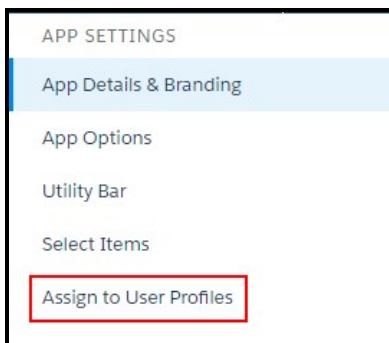 APP SETTINGS
App Details & Branding
App Options
Utility Bar
Select Items
Assign to User Profiles